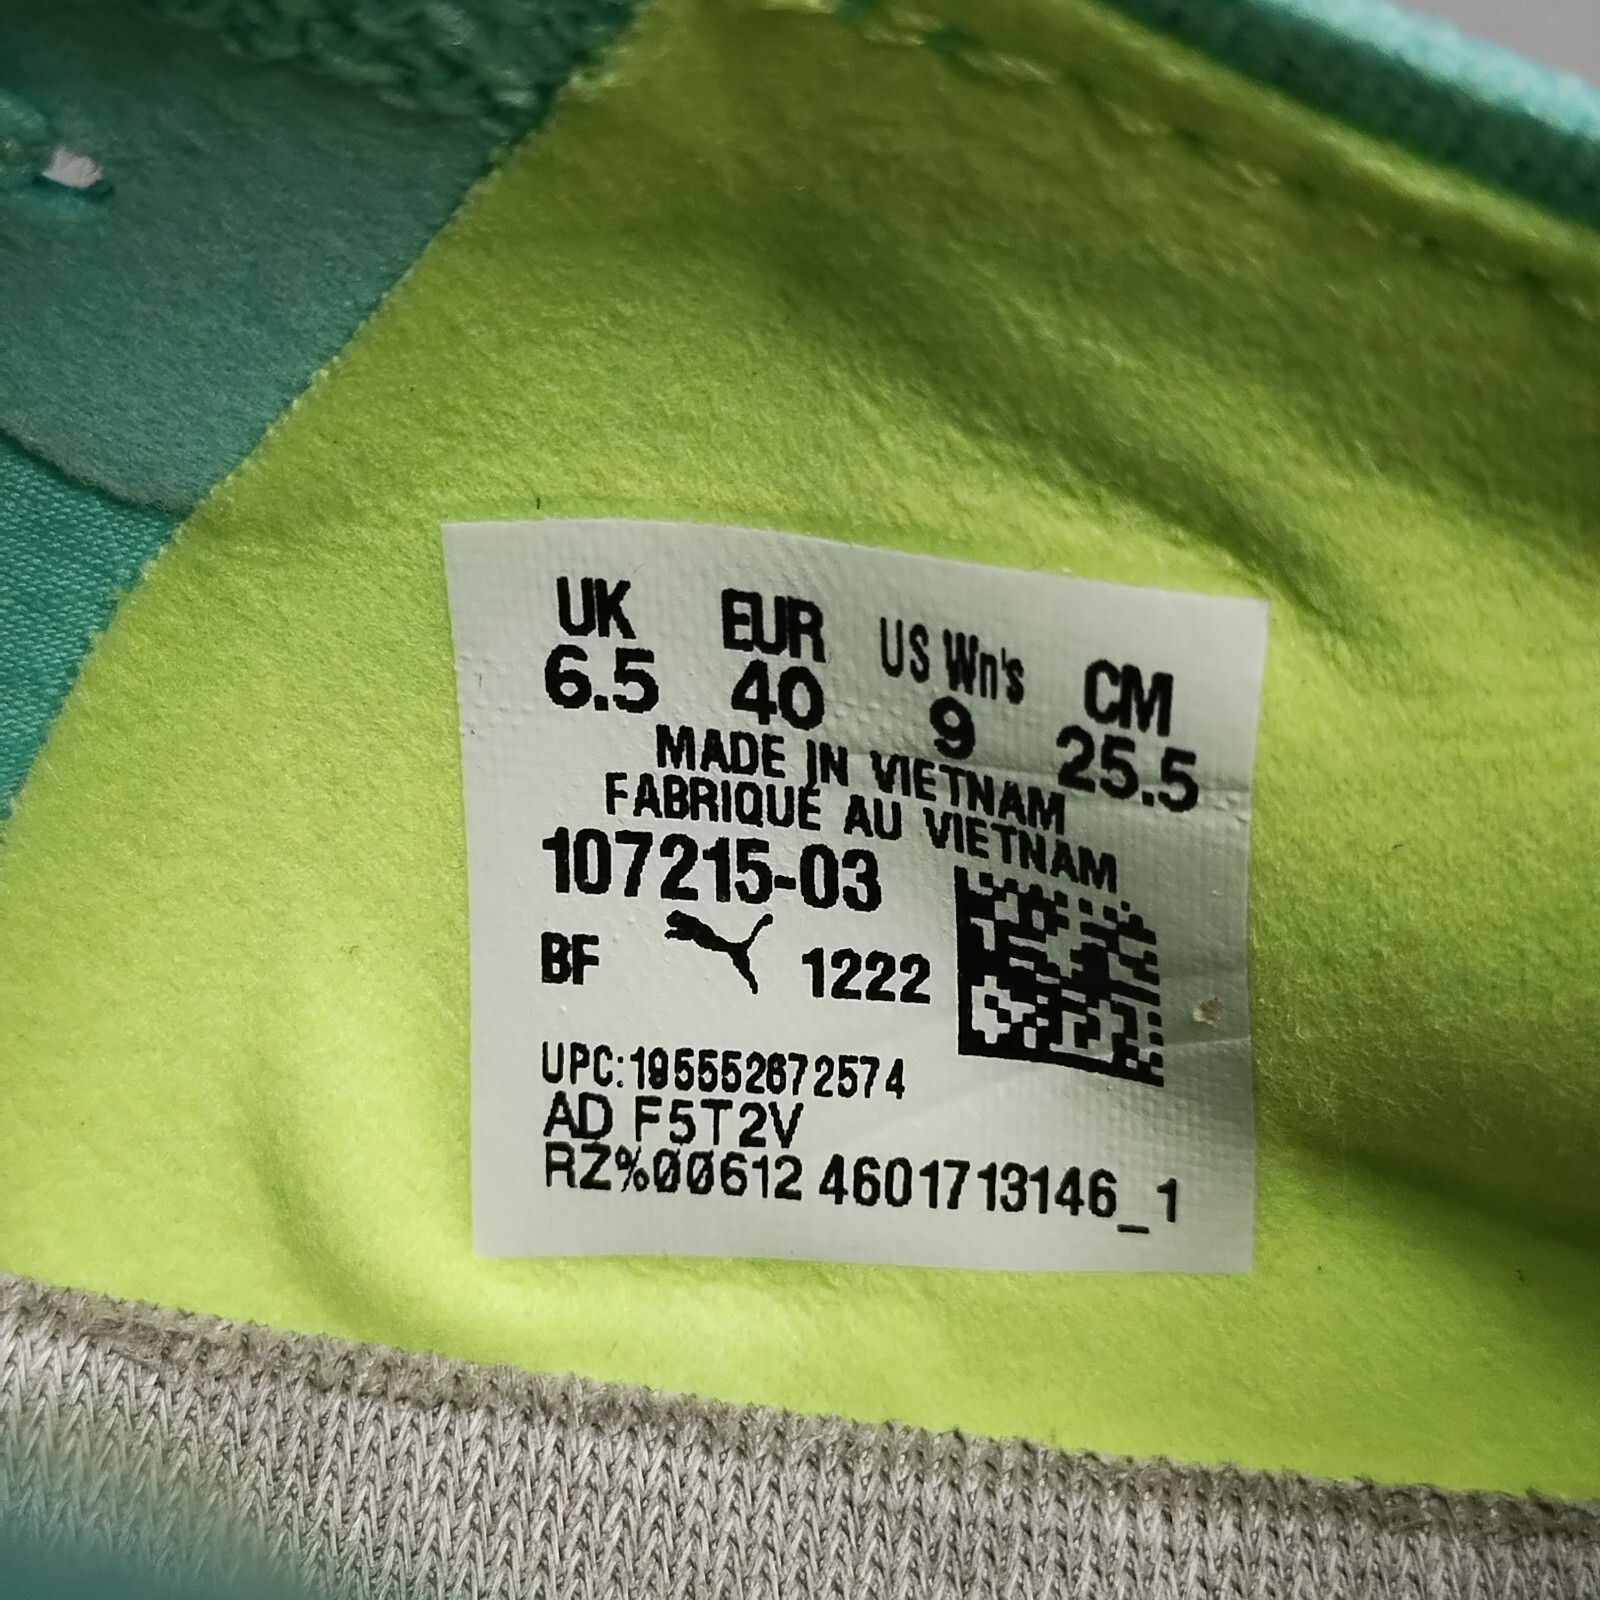 UK EUR US Wn's CM
6.5 40 9 25.5
MADE IN VIETNAM
FABRIQUE AU VIETNAM
107215-03
BF 1222
UPC:195552672574
AD F5T2V
RZ%00612 4601713146_1